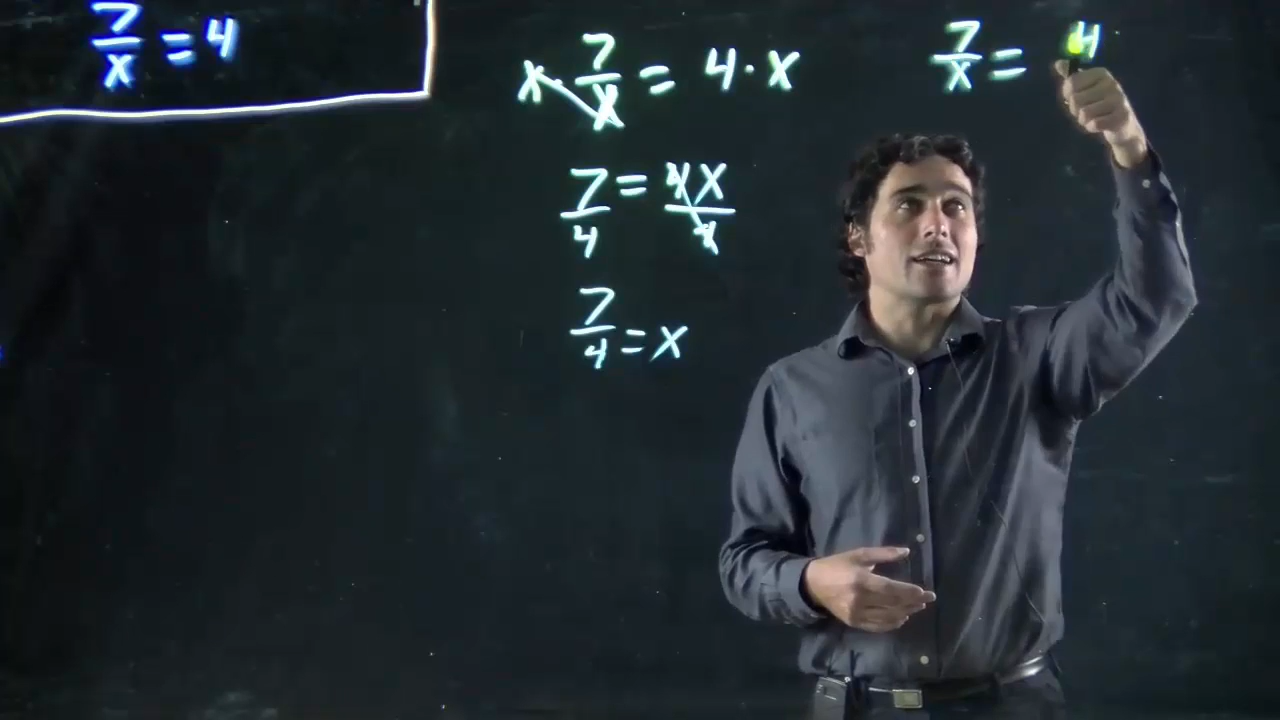 7/x = 4
x 7/x = 4 · x
7/4 = 4x/4
7/4 = x
7/x = 4